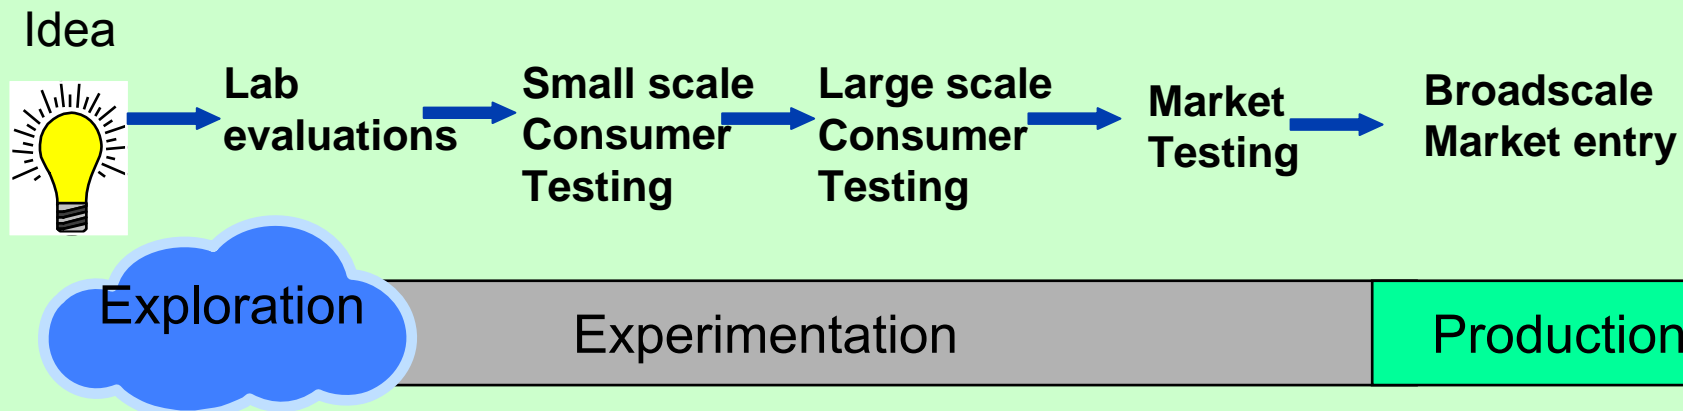 Idea
Lab
evaluations
Small scale
Consumer
Testing
Large scale
Consumer
Testing
Market
Testing
Broadscale
Market entry
Exploration
Experimentation
Production